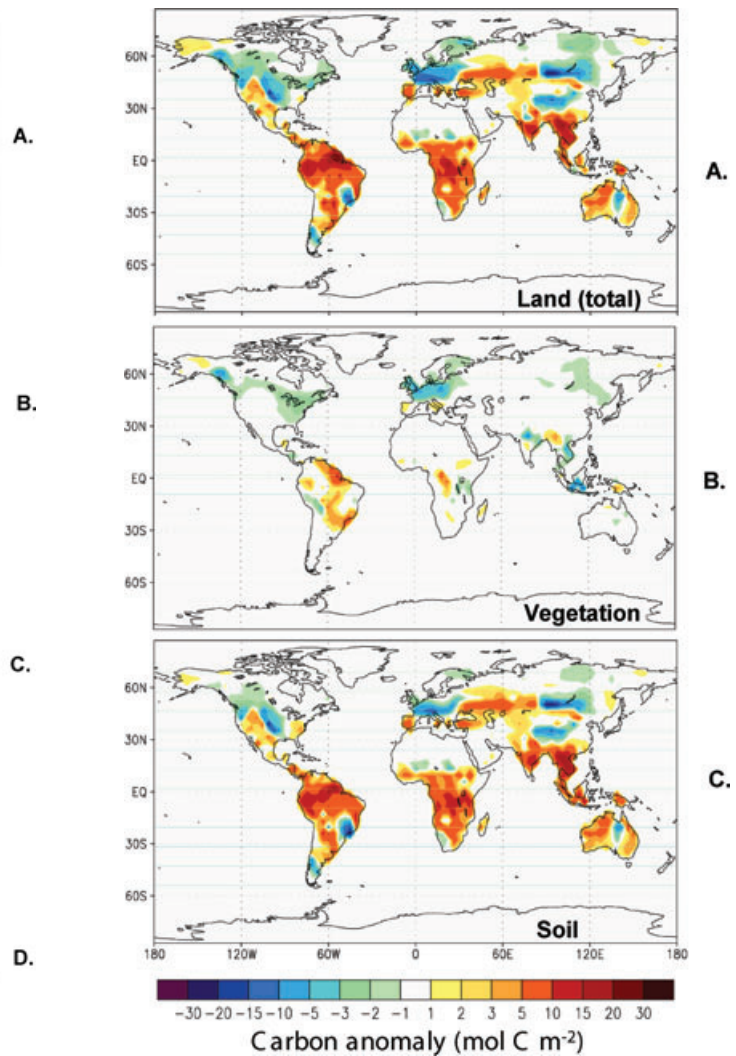 60N
30N
A.
EQ
A.
30S
60S
Land (total)
60N
B.
30N
EQ
B.
30S
60S
Vegetation
C.
60N
30N
EQ
C.
30S
60S
Soil
D.
180 120W 60W 0 60E 120E 180
−30 −20 −15 −10 −5 −3 −2 −1 1 2 3 5 10 15 20 30
Carbon anomaly (mol C m⁻²)